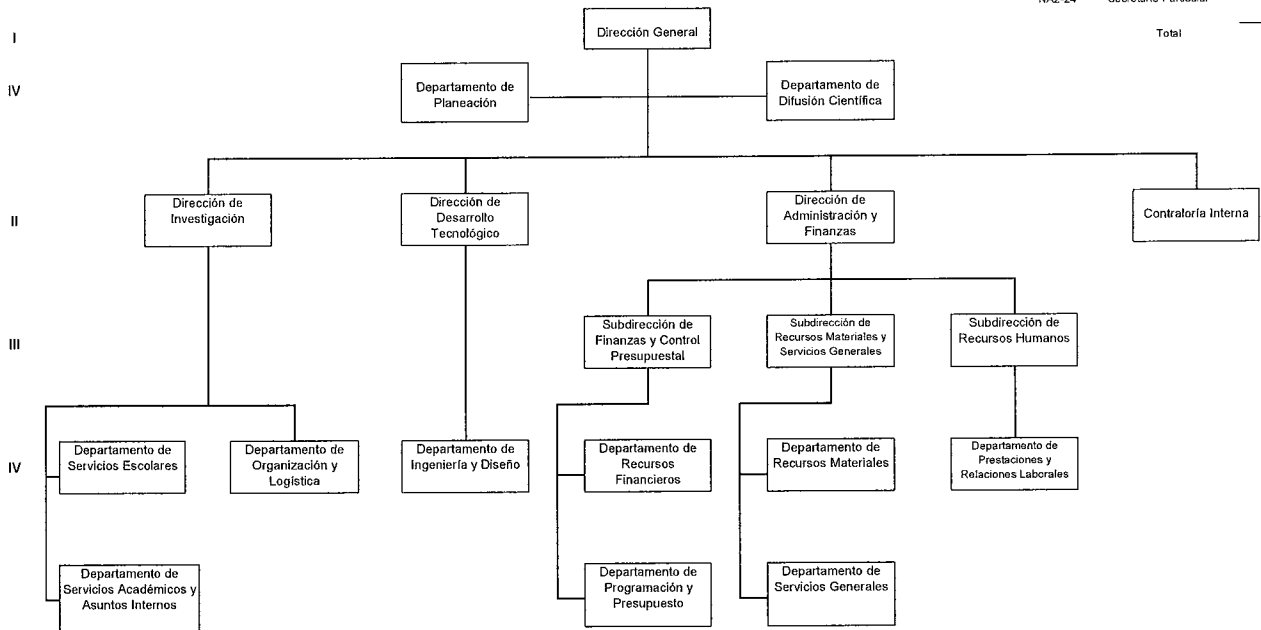 Total
I
Dirección General
IV
Departamento de
Planeación
Departamento de
Difusión Científica
II
Dirección de
Investigación
Dirección de
Desarrollo
Tecnológico
Dirección de
Administración y
Finanzas
Contraloría Interna
III
Subdirección de
Finanzas y Control
Presupuestal
Subdirección de
Recursos Materiales y
Servicios Generales
Subdirección de
Recursos Humanos
IV
Departamento de
Servicios Escolares
Departamento de
Organización y
Logística
Departamento de
Ingeniería y Diseño
Departamento de
Recursos
Financieros
Departamento de
Recursos Materiales
Departamento de
Prestaciones y
Relaciones Laborales
Departamento de
Servicios Académicos y
Asuntos Internos
Departamento de
Programación y
Presupuesto
Departamento de
Servicios Generales